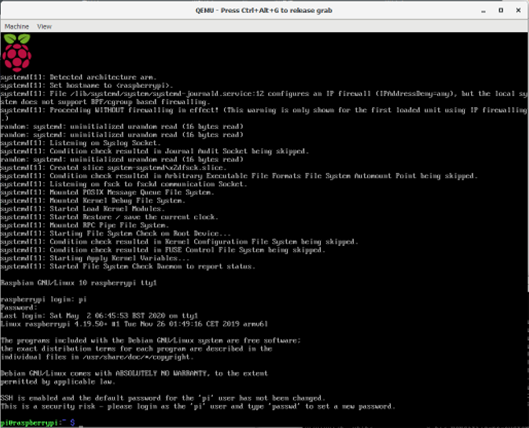 QEMU - Press Ctrl+Alt+G to release grab
Machine View
systemd[1]: Detected architecture arm.
systemd[1]: Set hostname to <raspberrypi>.
systemd[1]: File /lib/systemd/system/systemd-journald.service:12 configures an IP firewall (IPAddressDeny=any), but the local sy
stem does not support BPF/cgroup based firewalling.
systemd[1]: Proceeding WITHOUT firewalling in effect! (This warning is only shown for the first loaded unit using IP firewalling
.)
random: systemd: uninitialized urandom read (16 bytes read)
random: systemd: uninitialized urandom read (16 bytes read)
systemd[1]: Listening on Syslog Socket.
systemd[1]: Condition check resulted in Journal Audit Socket being skipped.
random: systemd: uninitialized urandom read (16 bytes read)
systemd[1]: Created slice system-systemd\x2dfsck.slice.
systemd[1]: Condition check resulted in Arbitrary Executable File Formats File System Automount Point being skipped.
systemd[1]: Listening on fsck to fsckd communication Socket.
systemd[1]: Mounted POSIX Message Queue File System.
systemd[1]: Mounted Kernel Debug File System.
systemd[1]: Started Load Kernel Modules.
systemd[1]: Started Restore / save the current clock.
systemd[1]: Mounted RPC Pipe File System.
systemd[1]: Starting File System Check on Root Device...
systemd[1]: Condition check resulted in Kernel Configuration File System being skipped.
systemd[1]: Condition check resulted in FUSE Control File System being skipped.
systemd[1]: Starting Apply Kernel Variables...
systemd[1]: Started File System Check Daemon to report status.
Raspbian GNU/Linux 10 raspberrypi tty1
raspberrypi login: pi
Password:
Last login: Sat May  2 06:45:53 BST 2020 on tty1
Linux raspberrypi 4.19.50+ #1 Tue Nov 26 01:49:16 CET 2019 armv6l
The programs included with the Debian GNU/Linux system are free software;
the exact distribution terms for each program are described in the
individual files in /usr/share/doc/*/copyright.
Debian GNU/Linux comes with ABSOLUTELY NO WARRANTY, to the extent
permitted by applicable law.
SSH is enabled and the default password for the 'pi' user has not been changed.
This is a security risk - please login as the 'pi' user and type 'passwd' to set a new password.
pi@raspberrypi:~ $